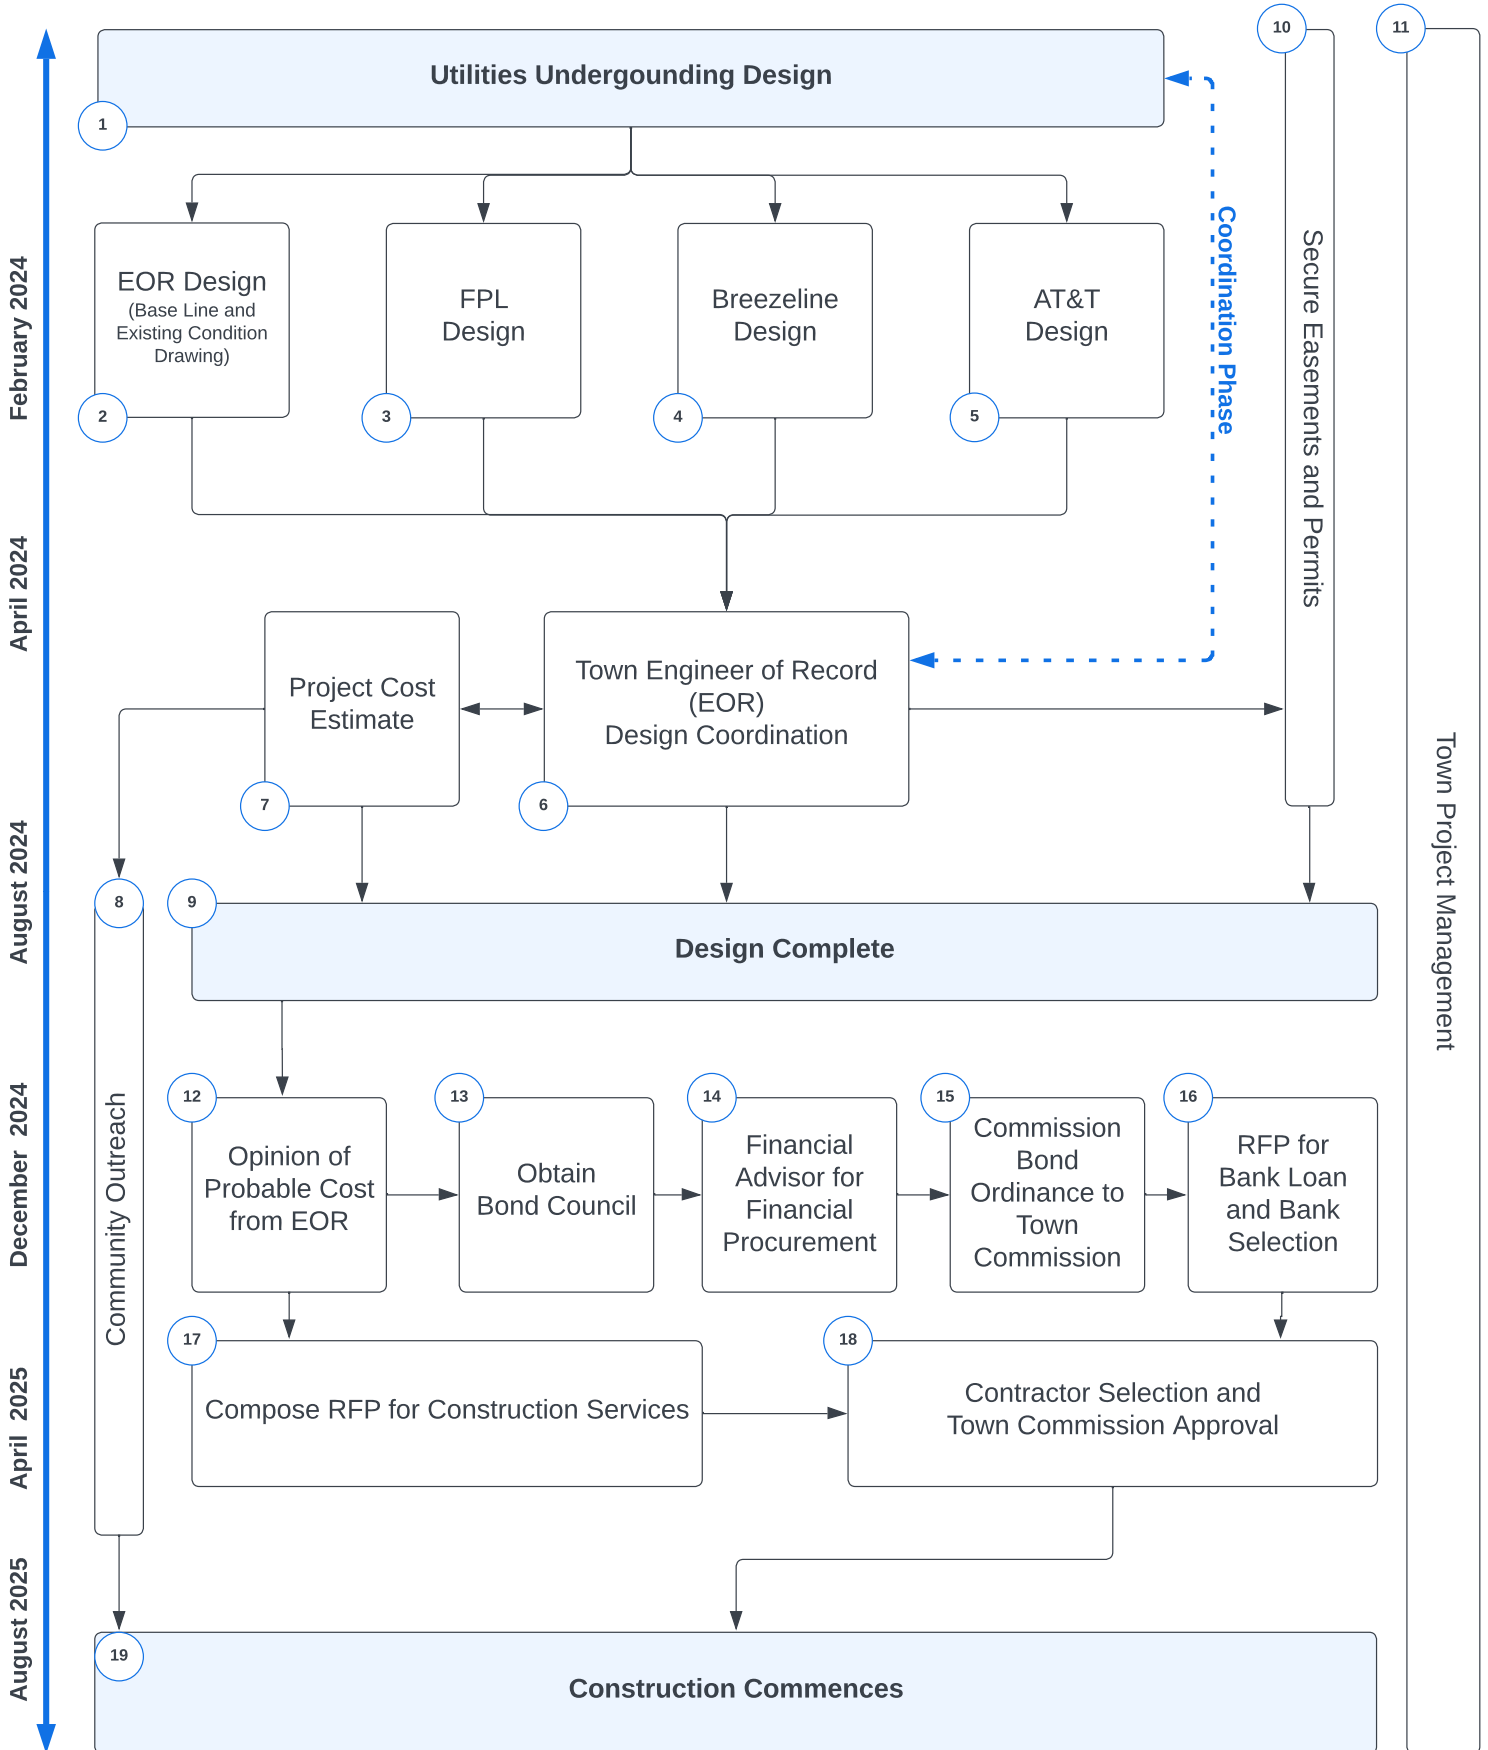 10
11
Utilities Undergounding Design
1
EOR Design
(Base Line and
Existing Condition
Drawing)
2
FPL
Design
3
Breezeline
Design
4
AT&T
Design
5
Coordination Phase
Secure Easements and Permits
Town Project Management
February 2024
April 2024
August 2024
December 2024
April 2025
August 2025
Project Cost
Estimate
7
Town Engineer of Record
(EOR)
Design Coordination
6
8
Community Outreach
9
Design Complete
12
Opinion of
Probable Cost
from EOR
13
Obtain
Bond Council
14
Financial
Advisor for
Financial
Procurement
15
Commission
Bond
Ordinance to
Town
Commission
16
RFP for
Bank Loan
and Bank
Selection
17
Compose RFP for Construction Services
18
Contractor Selection and
Town Commission Approval
19
Construction Commences